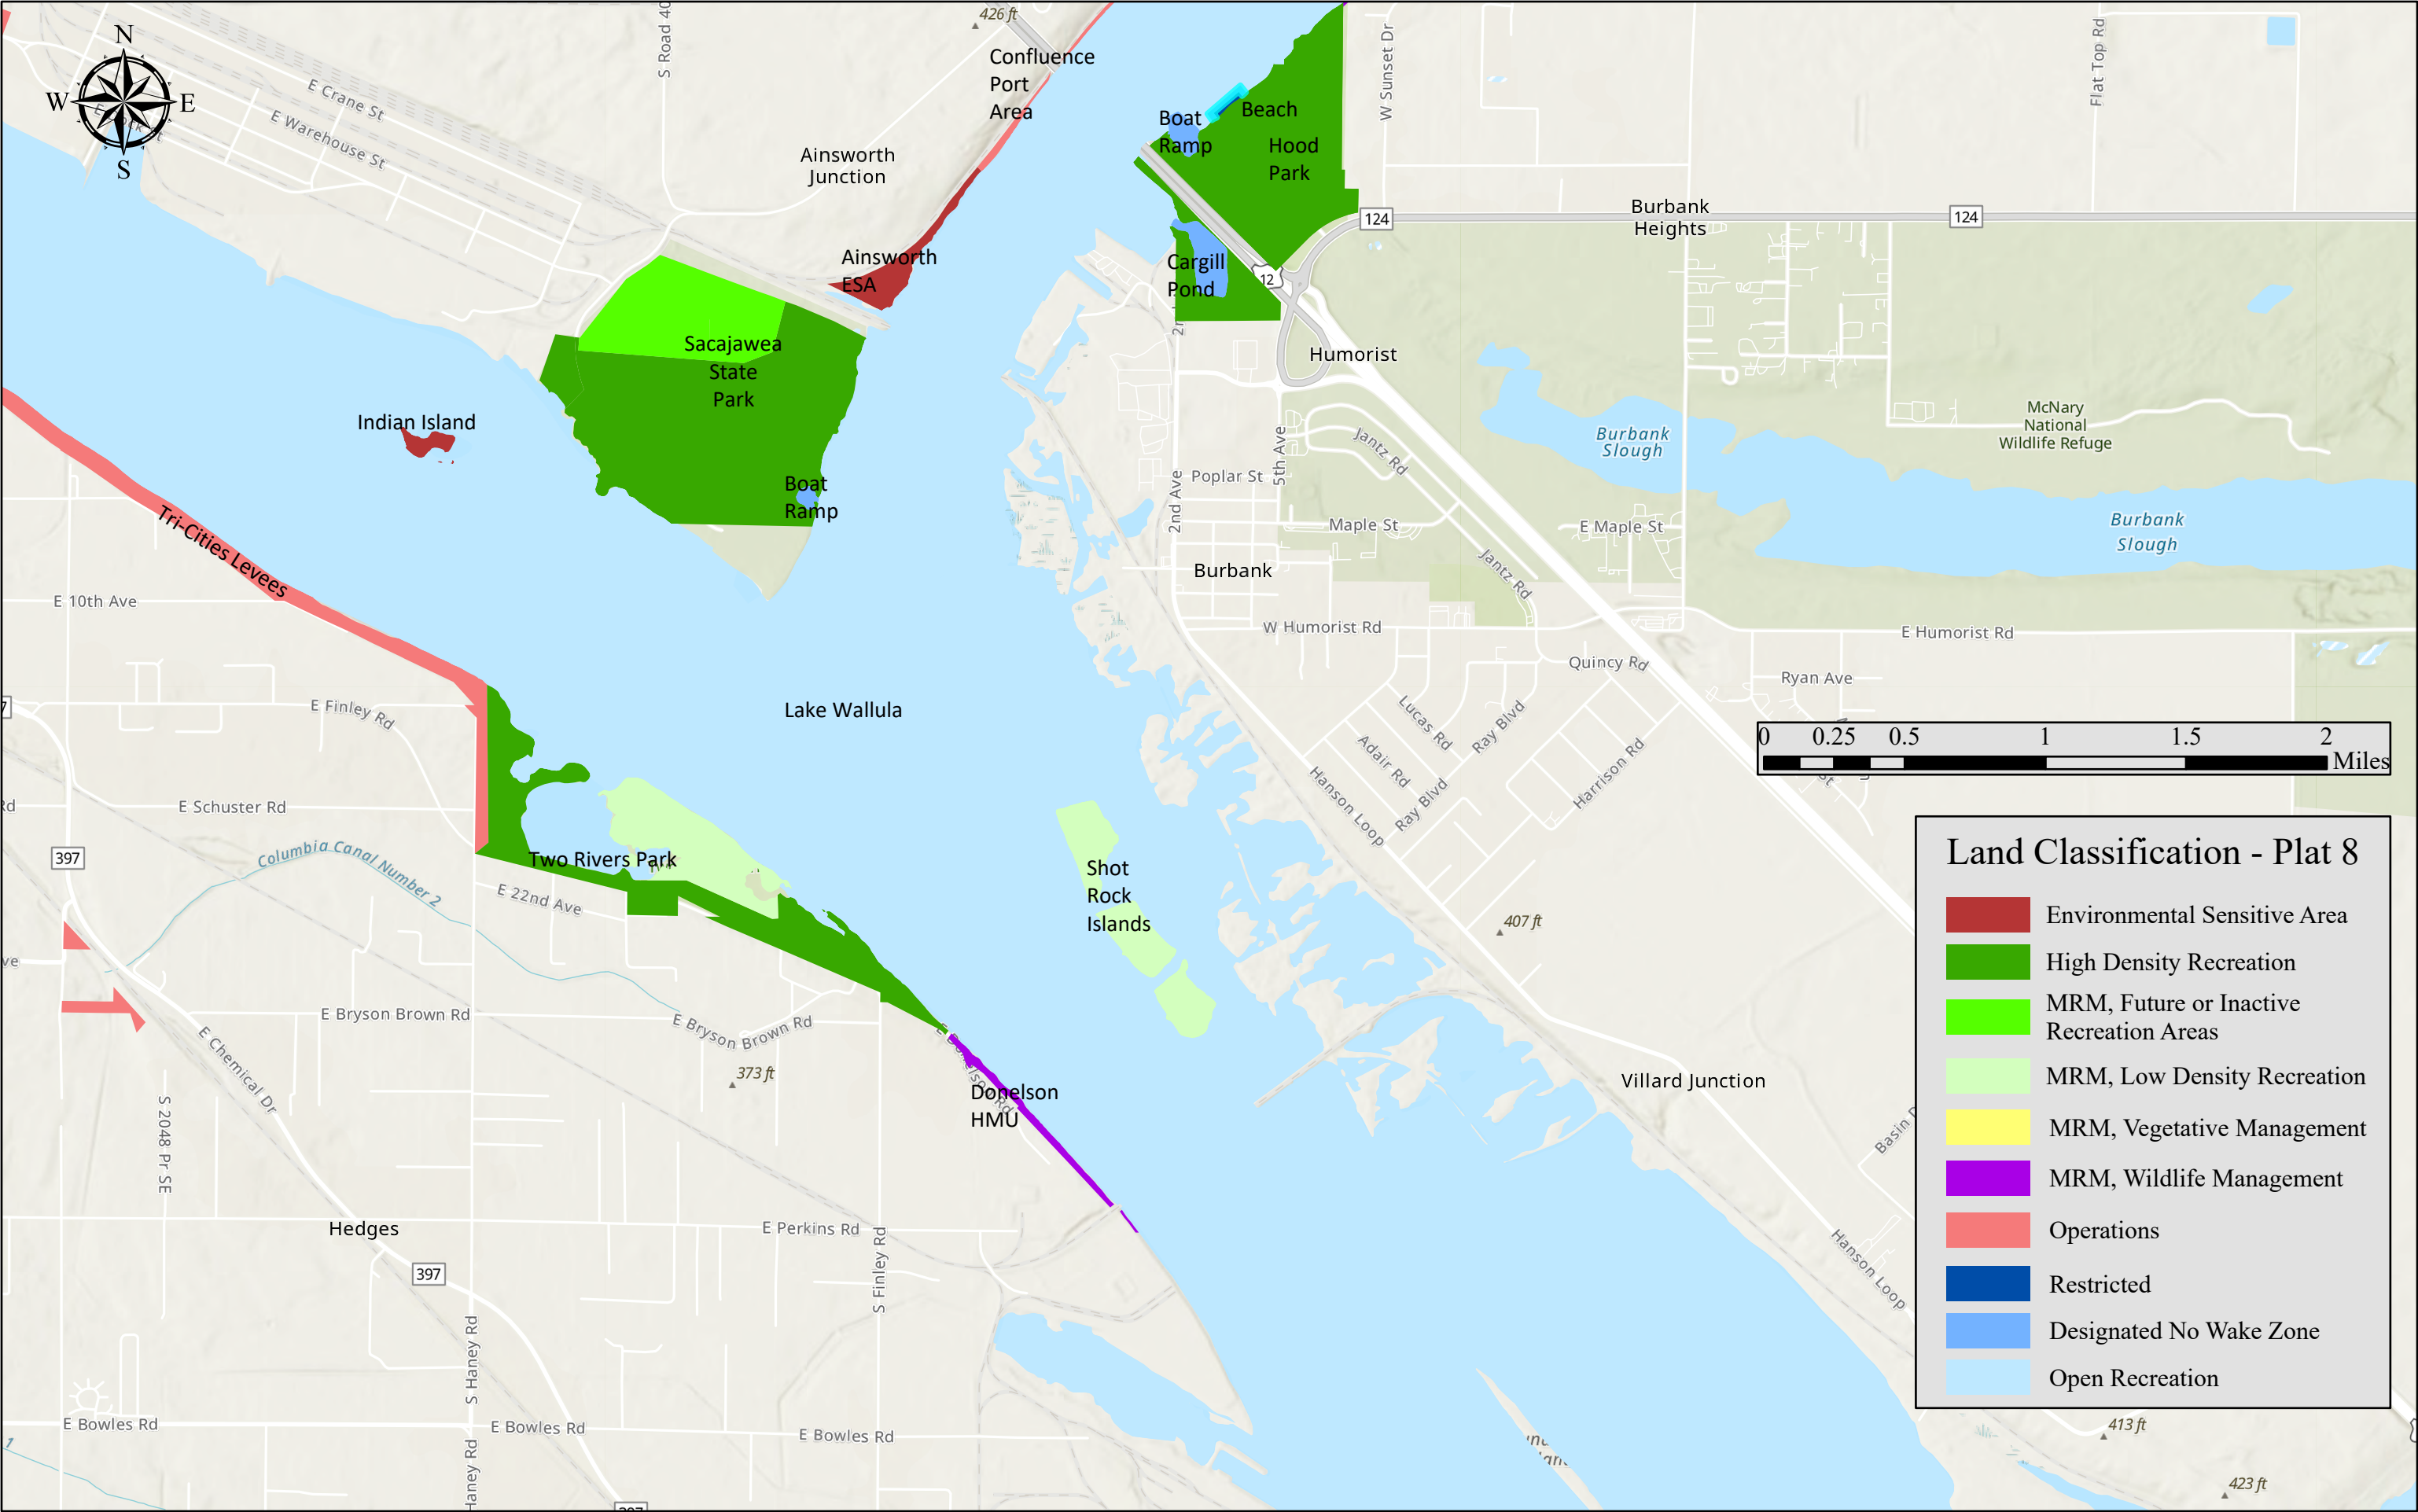 N
W
E
S
E Crane St
E Warehouse St
S Road 40
426 ft
Confluence
Port
Area
Ainsworth
Junction
Ainsworth
ESA
Boat
Ramp
Beach
Hood
Park
W Sunset Dr
Flat Top Rd
124
Burbank
Heights
124
Cargill
Pond
12
Humorist
Sacajawea
State
Park
Indian Island
Boat
Ramp
Tri-Cities Levees
Jantz Rd
5th Ave
2nd Ave
Poplar St
Maple St
E Maple St
Jantz Rd
Burbank
Slough
McNary
National
Wildlife Refuge
Burbank
Slough
Burbank
E 10th Ave
W Humorist Rd
E Humorist Rd
Quincy Rd
Ryan Ave
E Finley Rd
Lake Wallula
Lucas Rd
Ray Blvd
Adair Rd
Ray Blvd
Harrison Rd
Hanson Loop
0 0.25 0.5 1 1.5 2
Miles
E Schuster Rd
397
Columbia Canal Number 2
Two Rivers Park
E 22nd Ave
Shot
Rock
Islands
407 ft
E Bryson Brown Rd
E Bryson Brown Rd
E Chemical Dr
373 ft
E Donelson Rd
Donelson
HMU
Villard Junction
S 2048 Pr SE
Hedges
E Perkins Rd
S Finley Rd
397
Hanson Loop
S Haney Rd
E Bowles Rd
E Bowles Rd
E Bowles Rd
Haney Rd
397
1
413 ft
423 ft
Land Classification - Plat 8
Environmental Sensitive Area
High Density Recreation
MRM, Future or Inactive
Recreation Areas
MRM, Low Density Recreation
MRM, Vegetative Management
MRM, Wildlife Management
Operations
Restricted
Designated No Wake Zone
Open Recreation